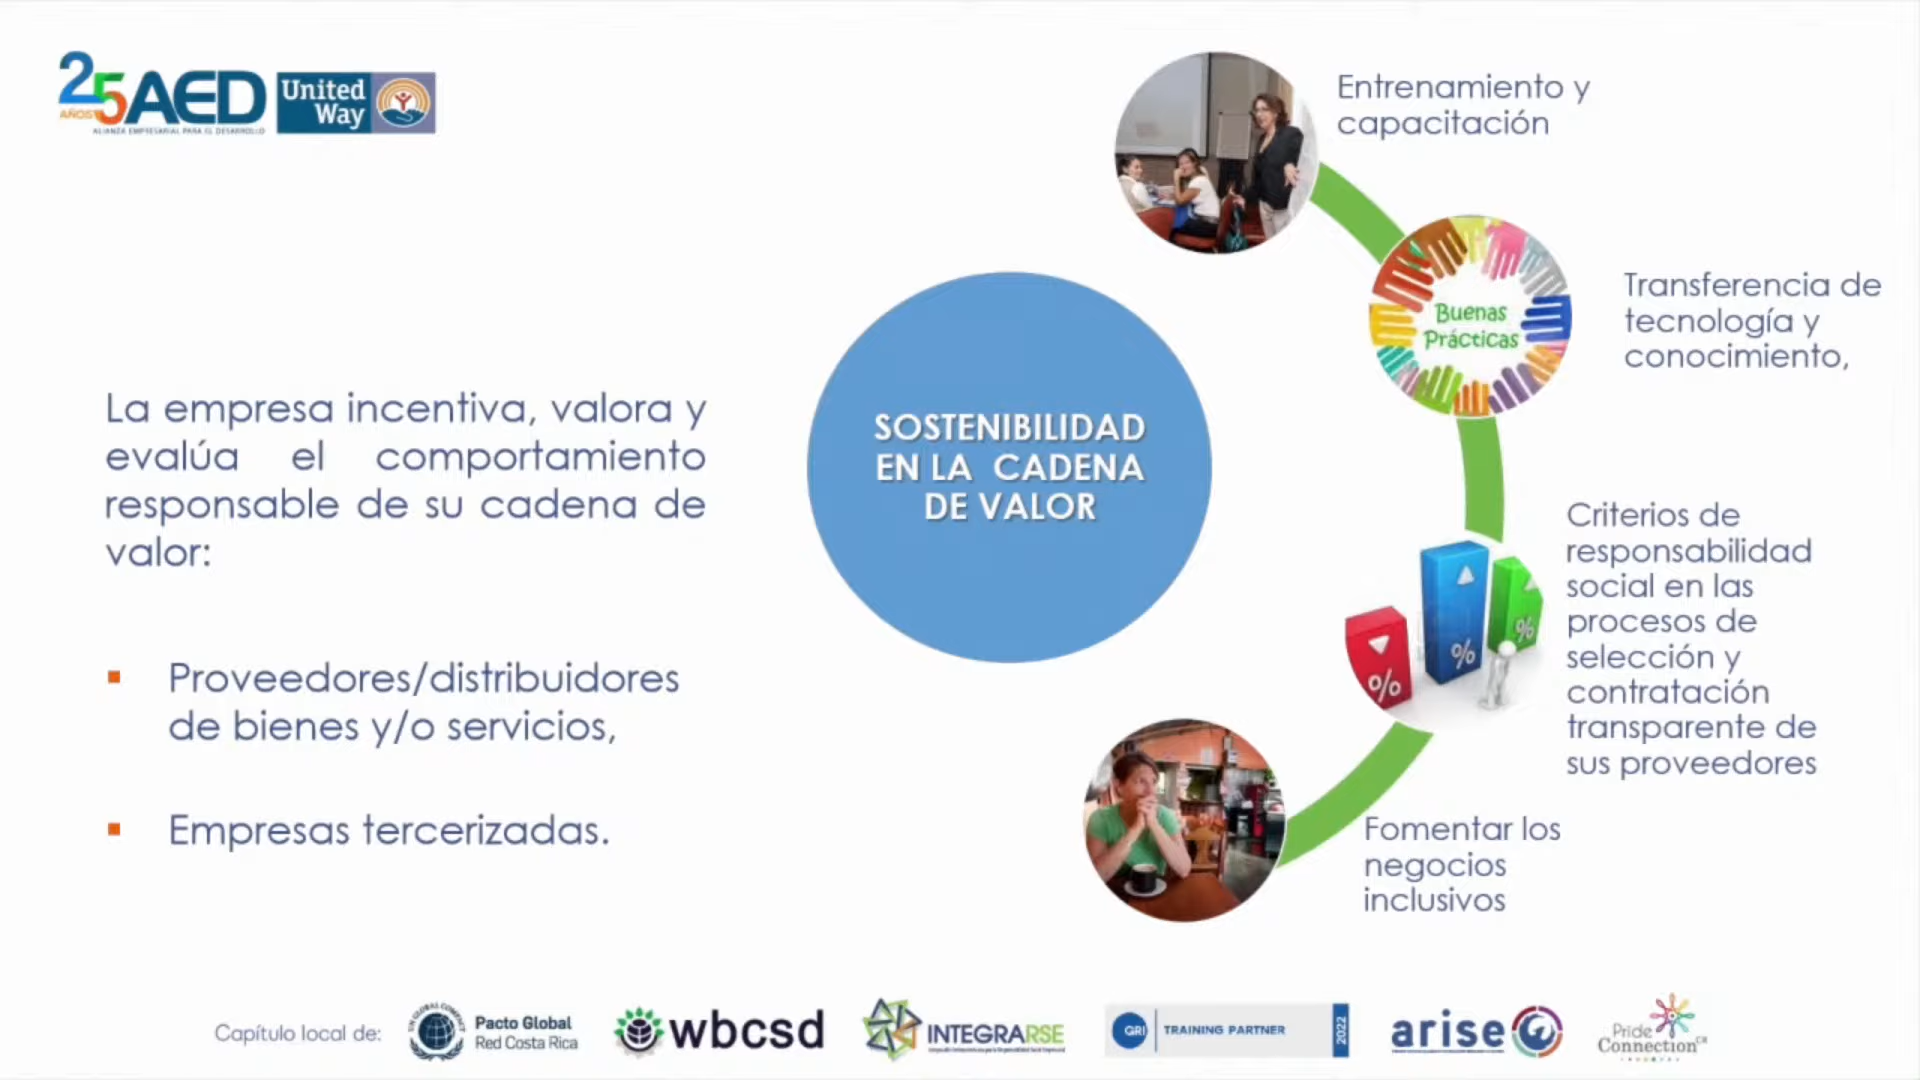 25 AED
AÑOS
ALIANZA EMPRESARIAL PARA EL DESARROLLO
United
Way
La empresa incentiva, valora y
evalúa el comportamiento
responsable de su cadena de
valor:
▪ Proveedores/distribuidores
de bienes y/o servicios,
▪ Empresas tercerizadas.
SOSTENIBILIDAD
EN LA CADENA
DE VALOR
Entrenamiento y
capacitación
Buenas
Prácticas
Transferencia de
tecnología y
conocimiento,
Criterios de
responsabilidad
social en las
procesos de
selección y
contratación
transparente de
sus proveedores
%
%
%
Fomentar los
negocios
inclusivos
Capítulo local de:
Pacto Global
Red Costa Rica
wbcsd
INTEGRARSE
GRI TRAINING PARTNER 2022
arise
Pride
Connection CR